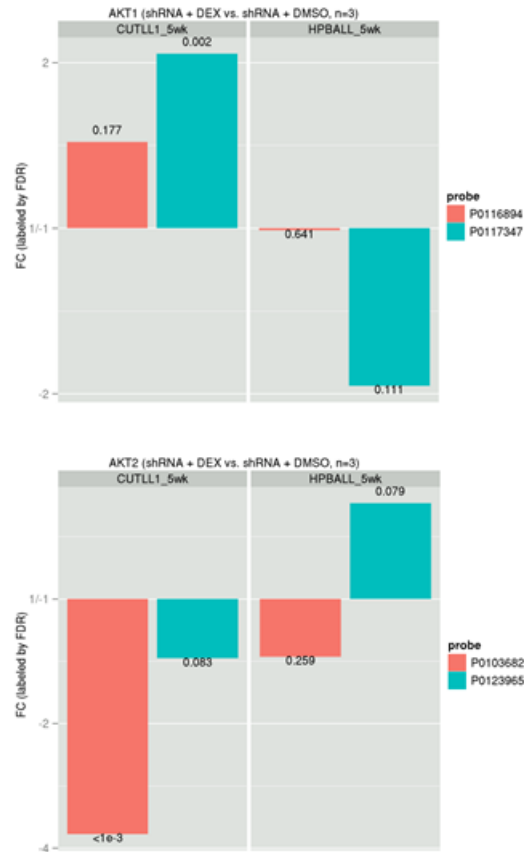 AKT1 (shRNA + DEX vs. shRNA + DMSO, n=3)
CUTLL1_5wk HPBALL_5wk
0.002
2
0.177
FC (labeled by FDR)
1/-1
0.641
probe
P0116894
P0117347
-2
0.111
AKT2 (shRNA + DEX vs. shRNA + DMSO, n=3)
CUTLL1_5wk HPBALL_5wk
0.079
1/-1
FC (labeled by FDR)
0.083
0.259
probe
P0103682
P0123965
-2
<1e-3
-4